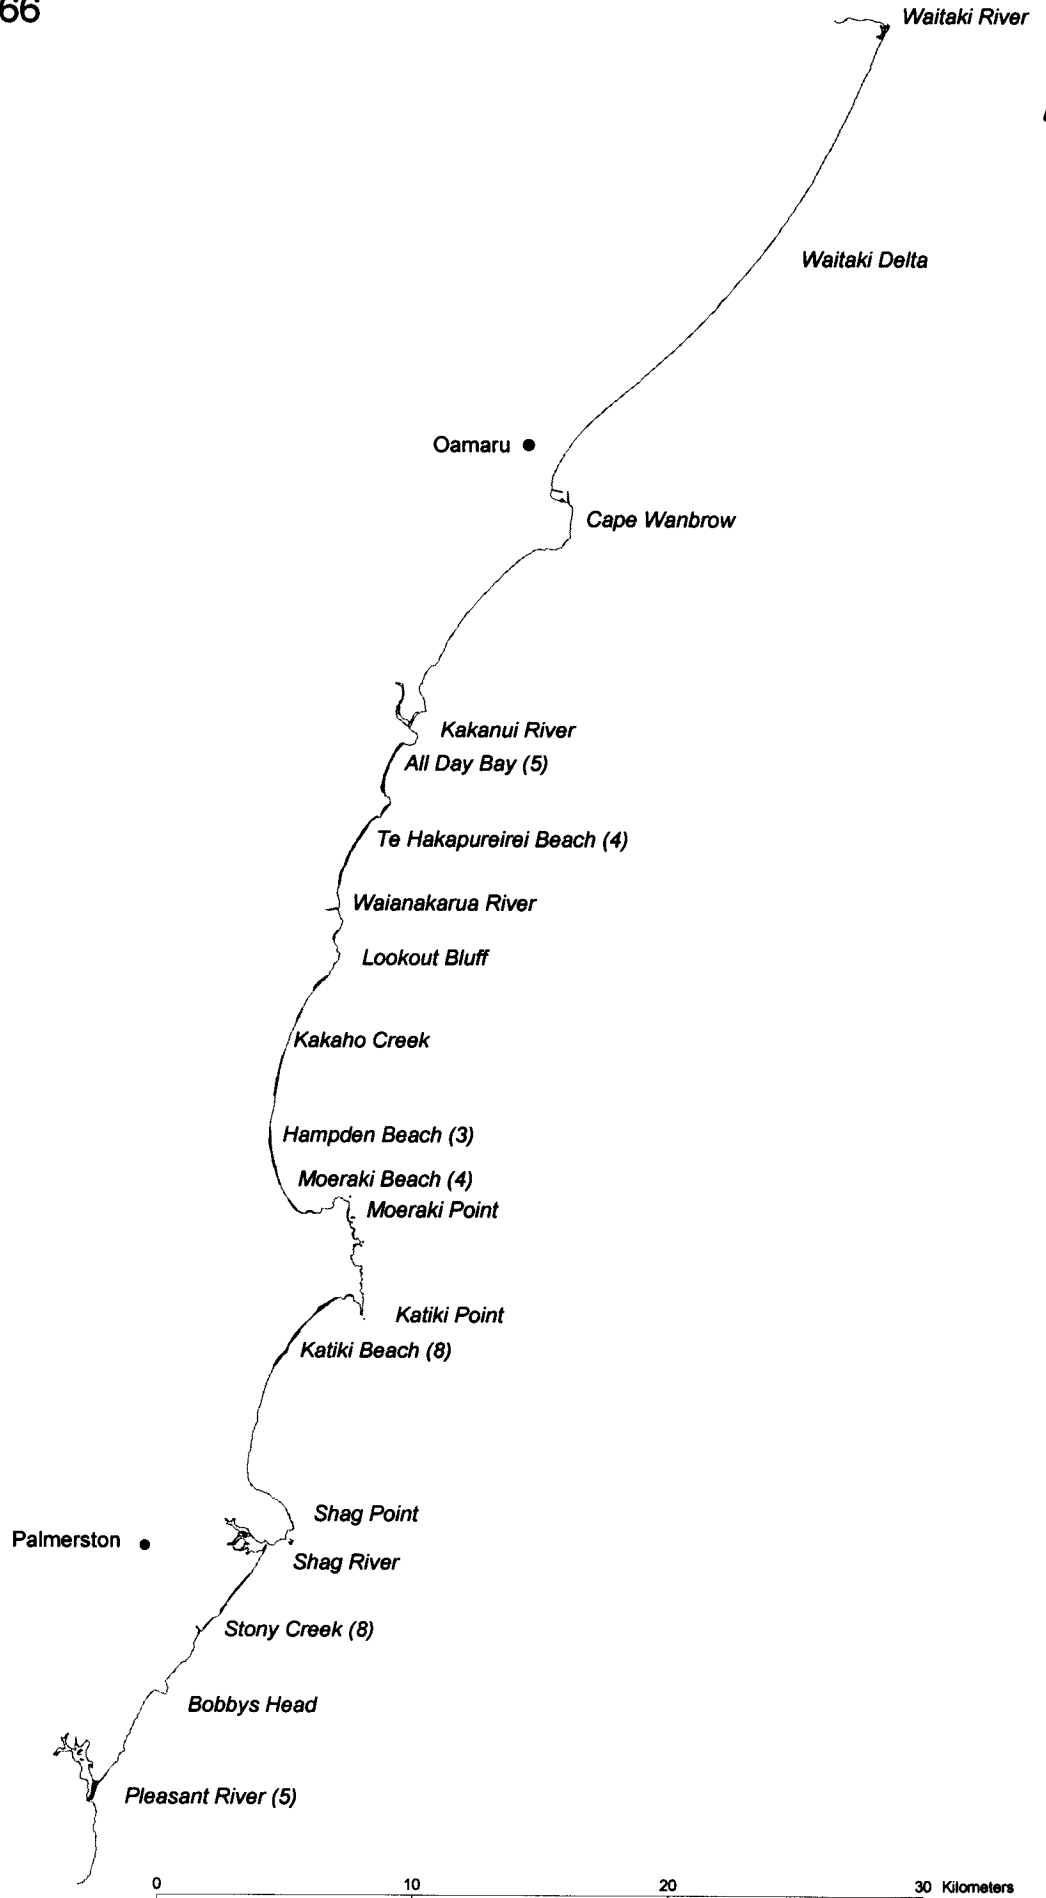 66
Waitaki River
Waitaki Delta
Oamaru
Cape Wanbrow
Kakanui River
All Day Bay (5)
Te Hakapureirei Beach (4)
Waianakarua River
Lookout Bluff
Kakaho Creek
Hampden Beach (3)
Moeraki Beach (4)
Moeraki Point
Katiki Point
Katiki Beach (8)
Shag Point
Palmerston
Shag River
Stony Creek (8)
Bobbys Head
Pleasant River (5)
0 10 20 30 Kilometers